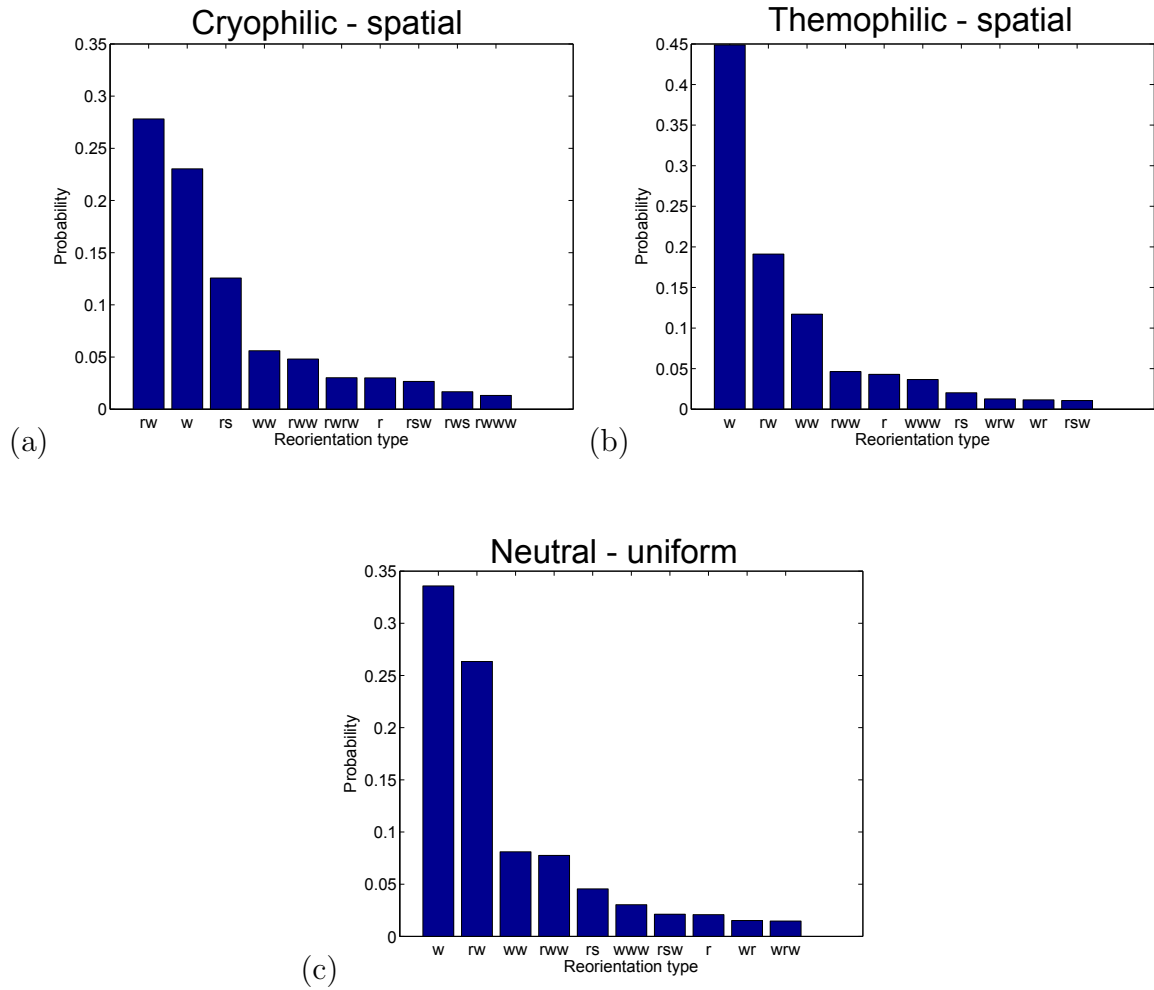 Cryophilic - spatial
0.35
0.3
0.25
0.2
0.15
0.1
0.05
0
Probability
rw w rs ww rww rwrw r rsw rws rwww
Reorientation type
(a)
Themophilic - spatial
0.45
0.4
0.35
0.3
0.25
0.2
0.15
0.1
0.05
0
Probability
w rw ww rww r www rs wrw wr rsw
Reorientation type
(b)
Neutral - uniform
0.35
0.3
0.25
0.2
0.15
0.1
0.05
0
Probability
w rw ww rww rs www rsw r wr wrw
Reorientation type
(c)